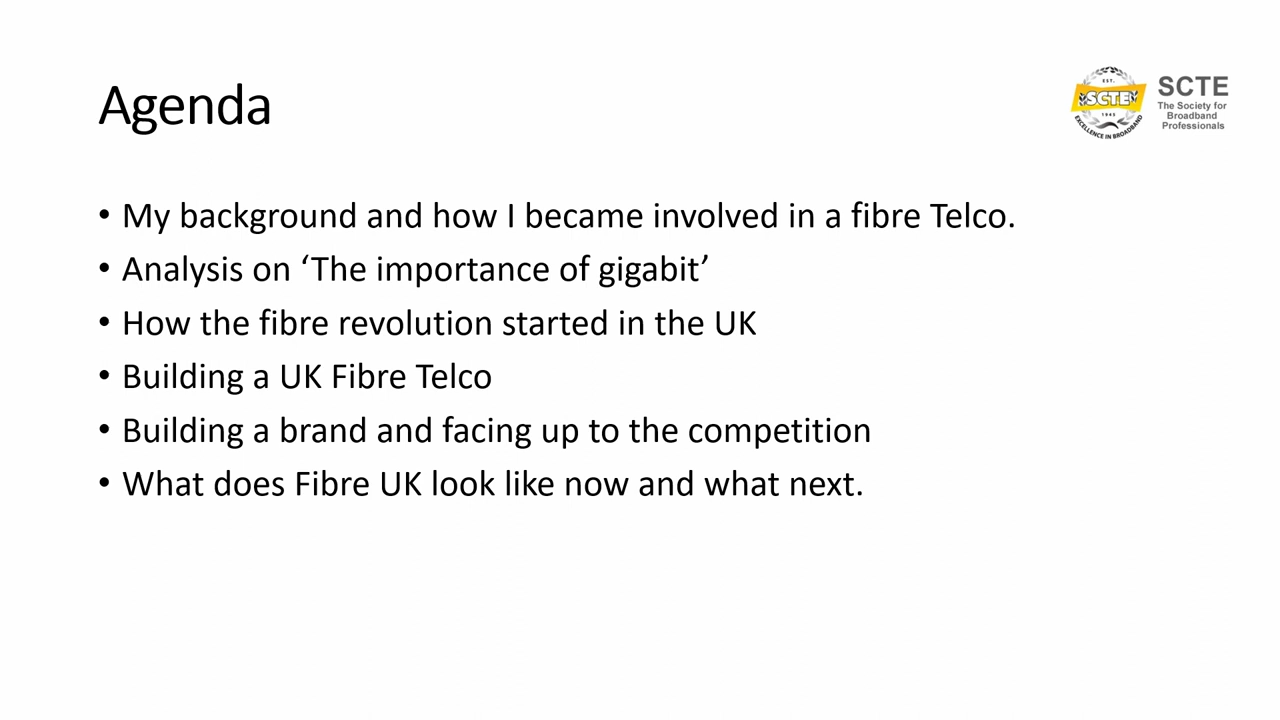 Agenda
EST.
SCTE
1945
EXCELLENCE IN BROADBAND
SCTE
The Society for
Broadband
Professionals
• My background and how I became involved in a fibre Telco.
• Analysis on ‘The importance of gigabit’
• How the fibre revolution started in the UK
• Building a UK Fibre Telco
• Building a brand and facing up to the competition
• What does Fibre UK look like now and what next.